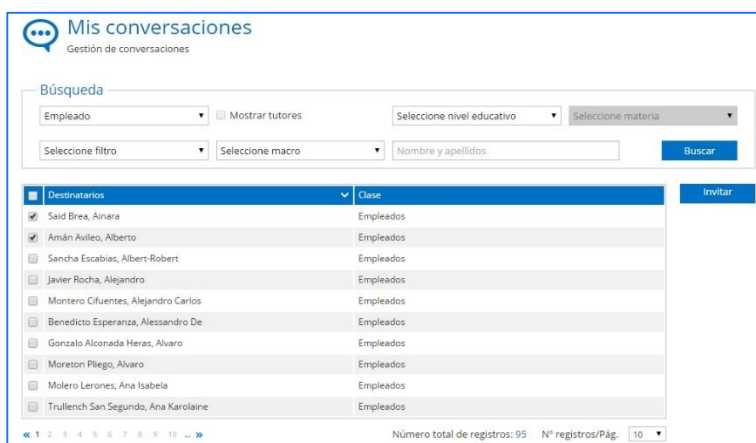 Mis conversaciones
Gestión de conversaciones
Búsqueda
Empleado Mostrar tutores Seleccione nivel educativo Seleccione materia
Seleccione filtro Seleccione macro Nombre y apellidos Buscar
Destinatarios Clase Invitar
Said Brea, Ainara Empleados
Amán Avileo, Alberto Empleados
Sancha Escabias, Albert-Robert Empleados
Javier Rocha, Alejandro Empleados
Montero Cifuentes, Alejandro Carlos Empleados
Benedicto Esperanza, Alessandro De Empleados
Gonzalo Alconada Heras, Alvaro Empleados
Moreton Pliego, Alvaro Empleados
Molero Lerones, Ana Isabela Empleados
Trullench San Segundo, Ana Karolaine Empleados
« 1 2 3 4 5 6 7 8 9 10 ... » Número total de registros: 95 Nº registros/Pág. 10